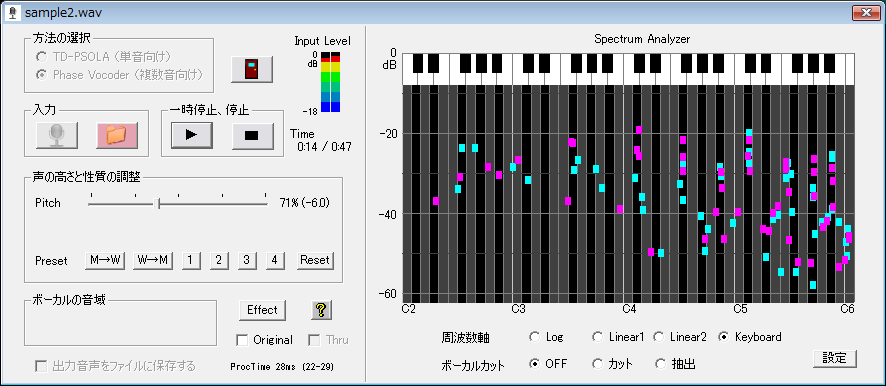 sample2.wav
方法の選択
TD-PSOLA (単音向け)
Phase Vocoder (複数音向け)
Input Level
0
dB
-18
入力
一時停止、停止
Time
0:14 / 0:47
声の高さと性質の調整
Pitch
71% (-6.0)
Preset
M→W
W→M
1
2
3
4
Reset
ボーカルの音域
Effect
?
Original
Thru
出力音声をファイルに保存する
ProcTime 28ms (22-29)
Spectrum Analyzer
0
dB
-20
-40
-60
C2
C3
C4
C5
C6
周波数軸
Log
Linear1
Linear2
Keyboard
ボーカルカット
OFF
カット
抽出
設定